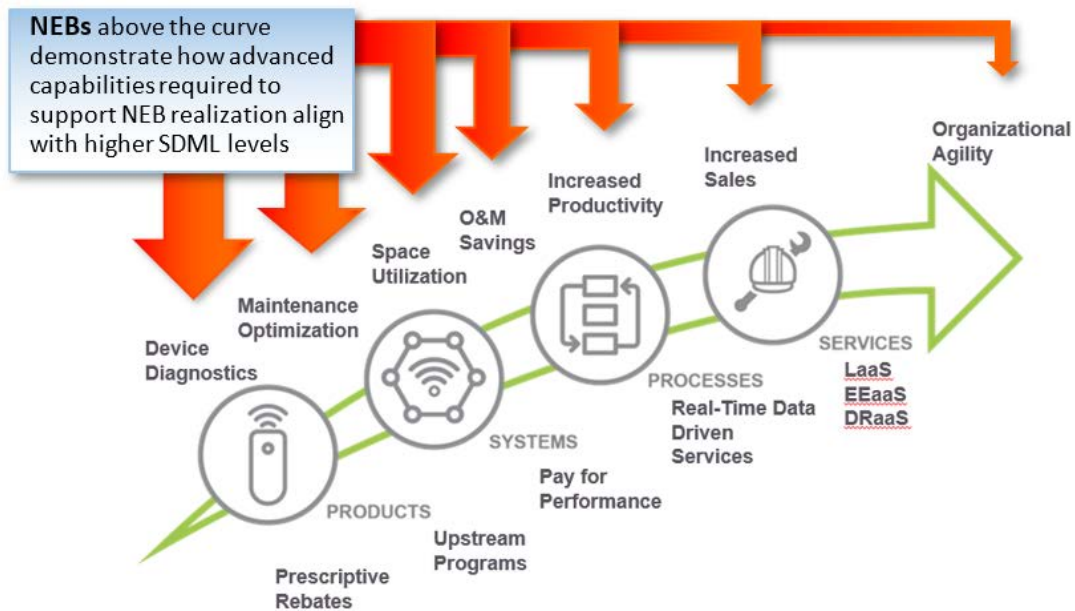 NEBs above the curve
demonstrate how advanced
capabilities required to
support NEB realization align
with higher SDML levels
Organizational
Agility
Increased
Sales
Increased
Productivity
O&M
Savings
Space
Utilization
Maintenance
Optimization
Device
Diagnostics
SERVICES
LaaS
EEaaS
DRaaS
PROCESSES
Real-Time Data
Driven
Services
SYSTEMS
Pay for
Performance
PRODUCTS
Upstream
Programs
Prescriptive
Rebates